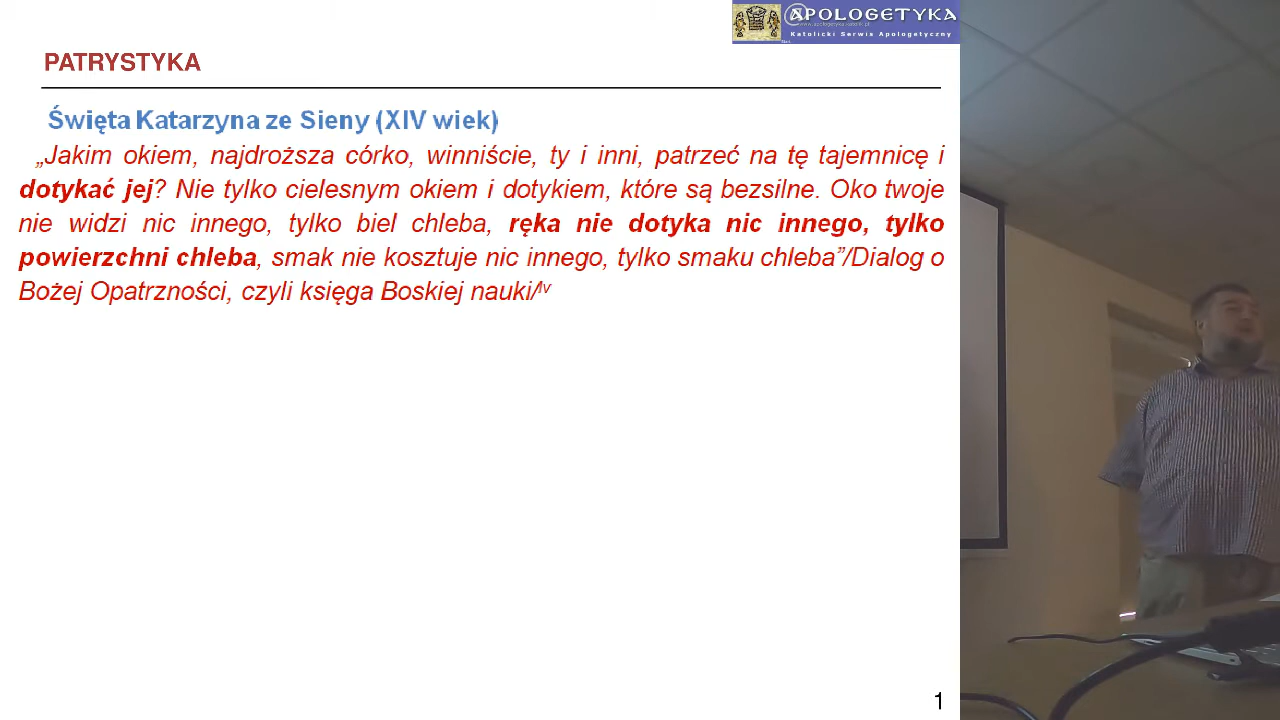 @POLOGETYKA
Katolicki Serwis Apologetyczny
PATRYSTYKA
Święta Katarzyna ze Sieny (XIV wiek)
„Jakim okiem, najdroższa córko, winniście, ty i inni, patrzeć na tę tajemnicę i
dotykać jej? Nie tylko cielesnym okiem i dotykiem, które są bezsilne. Oko twoje
nie widzi nic innego, tylko biel chleba, ręka nie dotyka nic innego, tylko
powierzchni chleba, smak nie kosztuje nic innego, tylko smaku chleba”/Dialog o
Bożej Opatrzności, czyli księga Boskiej nauki/ᴵᵛ
1